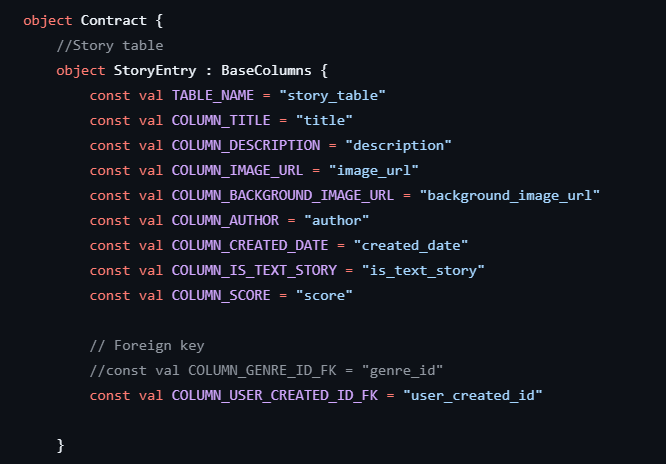 object Contract {
//Story table
object StoryEntry : BaseColumns {
const val TABLE_NAME = "story_table"
const val COLUMN_TITLE = "title"
const val COLUMN_DESCRIPTION = "description"
const val COLUMN_IMAGE_URL = "image_url"
const val COLUMN_BACKGROUND_IMAGE_URL = "background_image_url"
const val COLUMN_AUTHOR = "author"
const val COLUMN_CREATED_DATE = "created_date"
const val COLUMN_IS_TEXT_STORY = "is_text_story"
const val COLUMN_SCORE = "score"
// Foreign key
//const val COLUMN_GENRE_ID_FK = "genre_id"
const val COLUMN_USER_CREATED_ID_FK = "user_created_id"
}